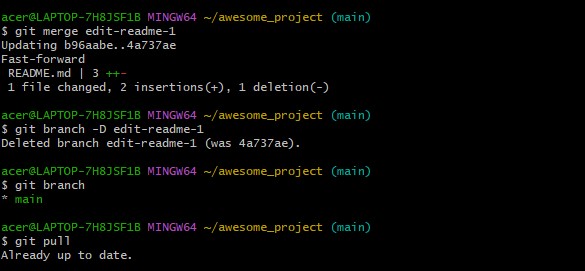 acer@LAPTOP-7H8JSF1B MINGW64 ~/awesome_project (main)
$ git merge edit-readme-1
Updating b96aabe..4a737ae
Fast-forward
 README.md | 3 ++-
 1 file changed, 2 insertions(+), 1 deletion(-)

acer@LAPTOP-7H8JSF1B MINGW64 ~/awesome_project (main)
$ git branch -D edit-readme-1
Deleted branch edit-readme-1 (was 4a737ae).

acer@LAPTOP-7H8JSF1B MINGW64 ~/awesome_project (main)
$ git branch
* main

acer@LAPTOP-7H8JSF1B MINGW64 ~/awesome_project (main)
$ git pull
Already up to date.